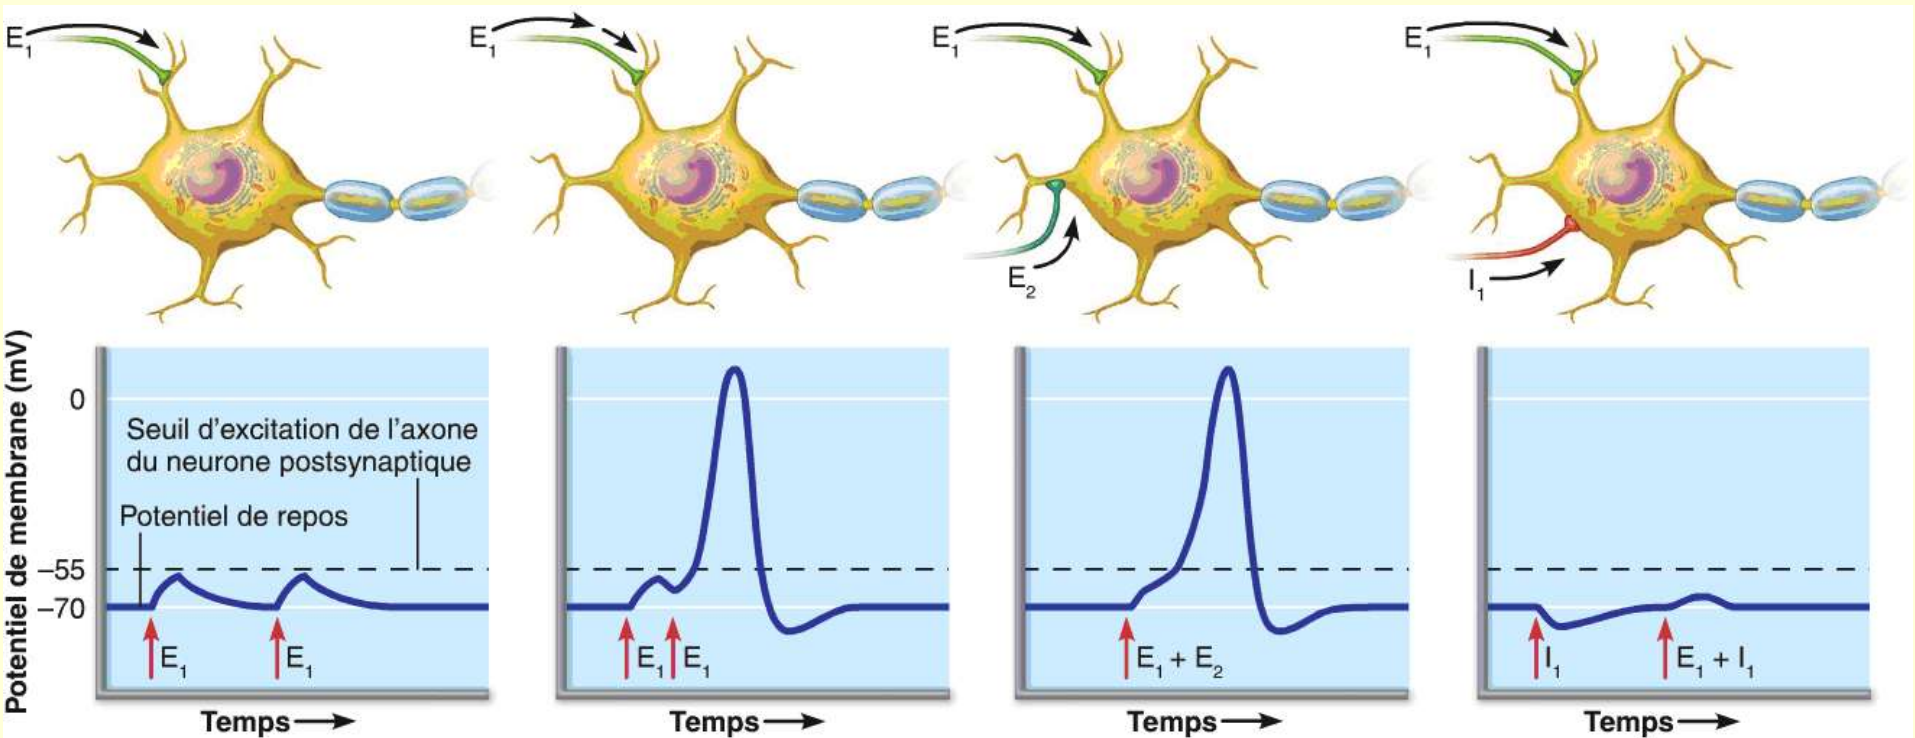 E1
E1
E1
E2
E1
I1
Potentiel de membrane (mV)
0
–55
–70
Seuil d'excitation de l'axone
du neurone postsynaptique
Potentiel de repos
E1
E1
Temps
E1
E1
Temps
E1 + E2
Temps
I1
E1 + I1
Temps